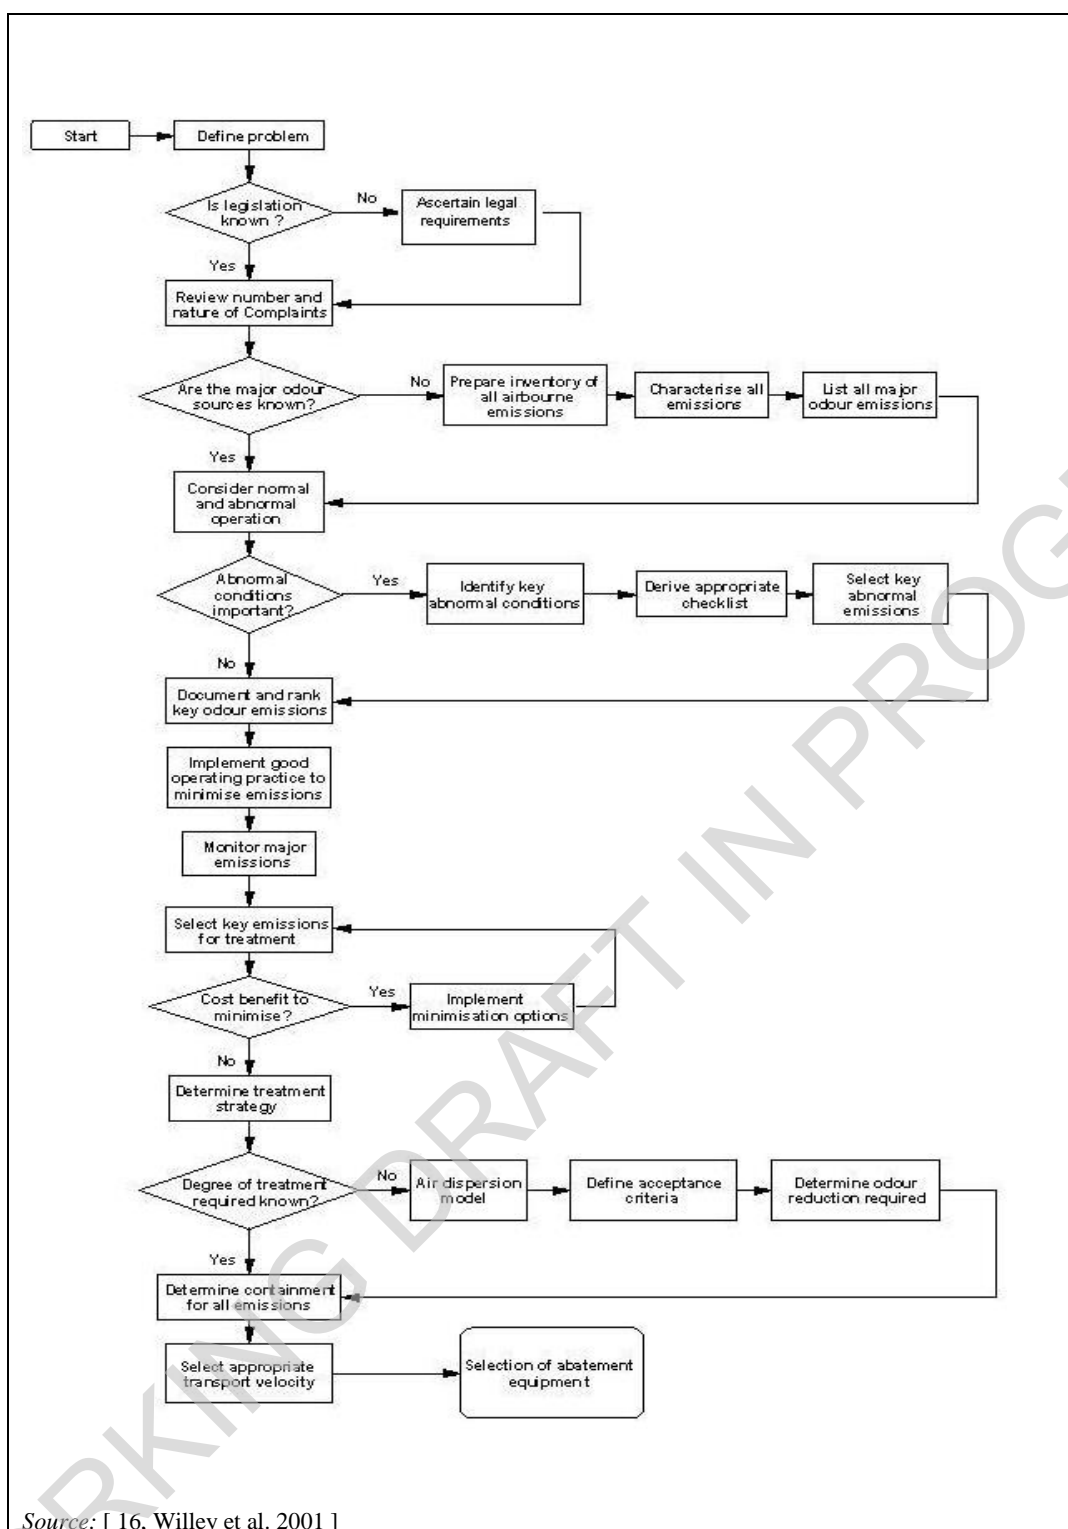 Start
Define problem
Is legislation
known ?
No
Ascertain legal
requirements
Yes
Review number and
nature of Complaints
Are the major odour
sources known?
No
Prepare inventory of
all airbourne
emissions
Characterise all
emissions
List all major
odour emissions
Yes
Consider normal
and abnormal
operation
Abnormal
conditions
important?
Yes
Identify key
abnormal conditions
Derive appropriate
checklist
Select key
abnormal
emissions
No
Document and rank
key odour emissions
Implement good
operating practice to
minimise emissions
Monitor major
emissions
Select key emissions
for treatment
Cost benefit to
minimise?
Yes
Implement
minimisation options
No
Determine treatment
strategy
Degree of treatment
required known?
No
Air dispersion
model
Define acceptance
criteria
Determine odour
reduction required
Yes
Determine containment
for all emissions
Select appropriate
transport velocity
Selection of abatement
equipment
RKING DRAFT IN PROG
Source: [ 16, Willey et al. 2001 ]